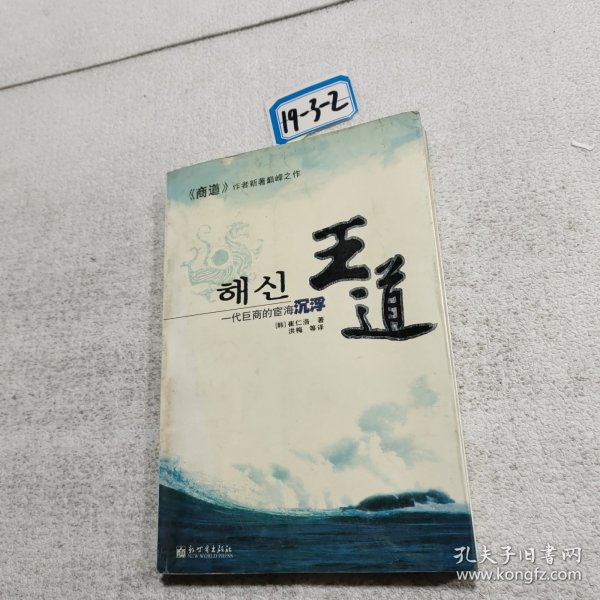 19-3-2
《商道》作者新著巅峰之作
王道
해신
一代巨商的宦海沉浮
[韩]崔仁浩 著
洪梅 等译
新世界出版社
NEW WORLD PRESS
孔夫子旧书网
www.kongfz.com